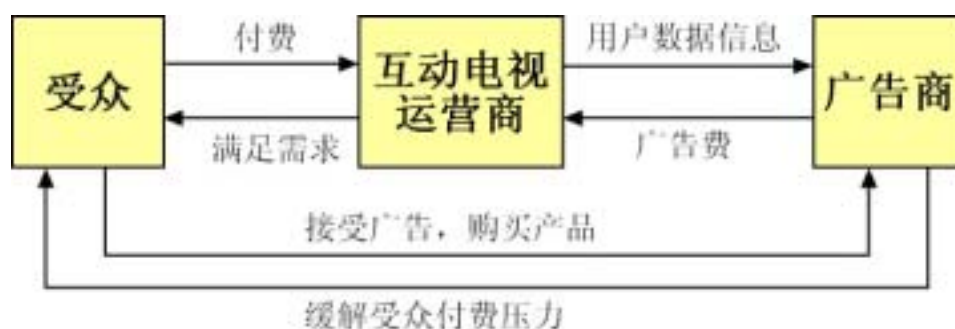 付费
用户数据信息
受众
互动电视
运营商
广告商
满足需求
广告费
接受广告，购买产品
缓解受众付费压力